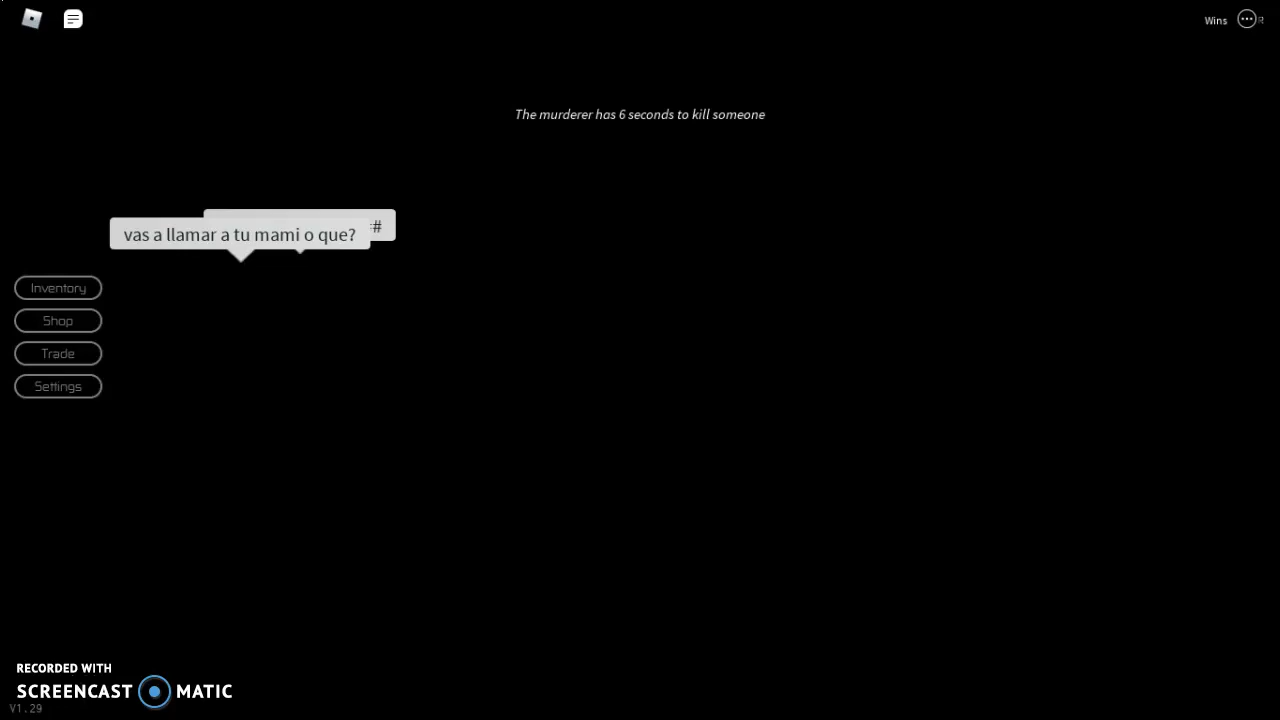 Wins
The murderer has 6 seconds to kill someone
#
vas a llamar a tu mami o que?
Inventory
Shop
Trade
Settings
RECORDED WITH
SCREENCAST MATIC
V1.29